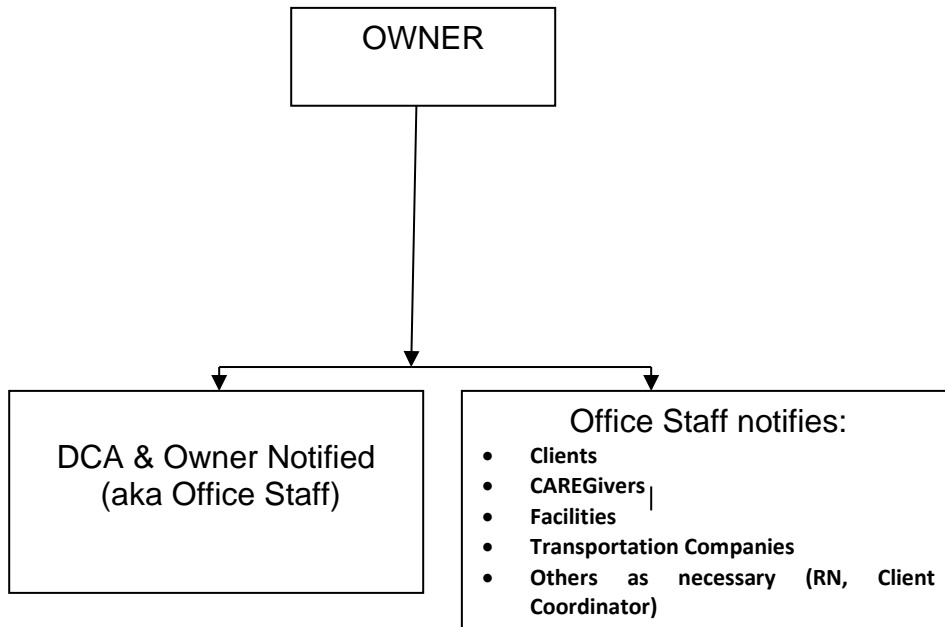 OWNER
DCA & Owner Notified
(aka Office Staff)
Office Staff notifies:
• Clients
• CAREGivers
• Facilities
• Transportation Companies
• Others as necessary (RN, Client
Coordinator)